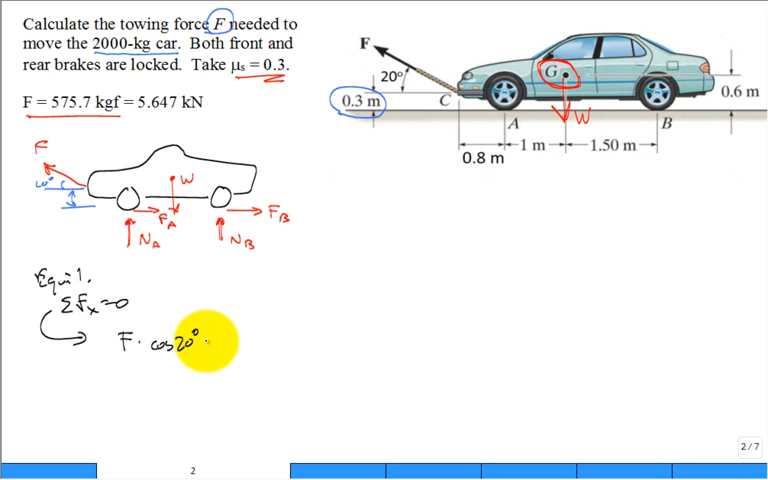 Calculate the towing force F needed to
move the 2000-kg car. Both front and
rear brakes are locked. Take μs = 0.3.
F = 575.7 kgf = 5.647 kN
F
20°
G
0.3 m
C
0.6 m
W
A
B
1 m
1.50 m
0.8 m
F
20°
C
W
FA
FB
NA
NB
Equil.
ΣFx=0
F. cos20°
2/7
2